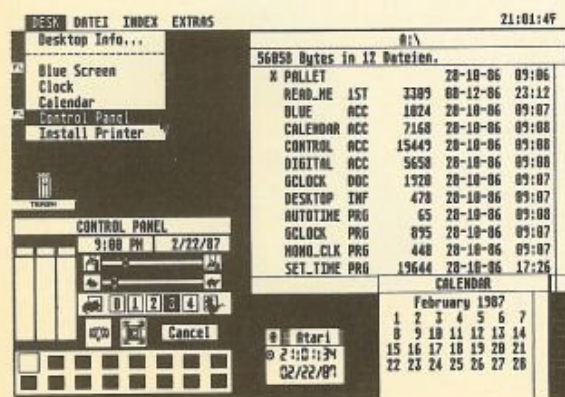 DESK DATEI INDEX EXTRAS 21:01:45
Desktop Info...
Blue Screen
Clock
Calendar
Control Panel
Install Printer
A:\
56058 Bytes in 12 Dateien.
X PALLET 28-10-86 09:06
READ_ME 1ST 3309 08-12-86 23:12
BLUE ACC 1024 28-10-86 09:07
CALENDAR ACC 7168 28-10-86 09:08
CONTROL ACC 15449 28-10-86 09:08
DIGITAL ACC 5658 28-10-86 09:08
GCLOCK DOC 1920 28-10-86 09:07
DESKTOP INF 478 28-10-86 09:07
AUTOTIME PRG 65 28-10-86 09:08
GCLOCK PRG 895 28-10-86 09:07
MONO_CLK PRG 448 28-10-86 09:07
SET_TIME PRG 19644 28-10-86 17:26
TRASH
CONTROL PANEL
9:00 PM 2/22/87
0 1 2 3 4
Cancel
Atari
21:01:34
02/22/87
CALENDAR
February 1987
1 2 3 4 5 6 7
8 9 10 11 12 13 14
15 16 17 18 19 20 21
22 23 24 25 26 27 28